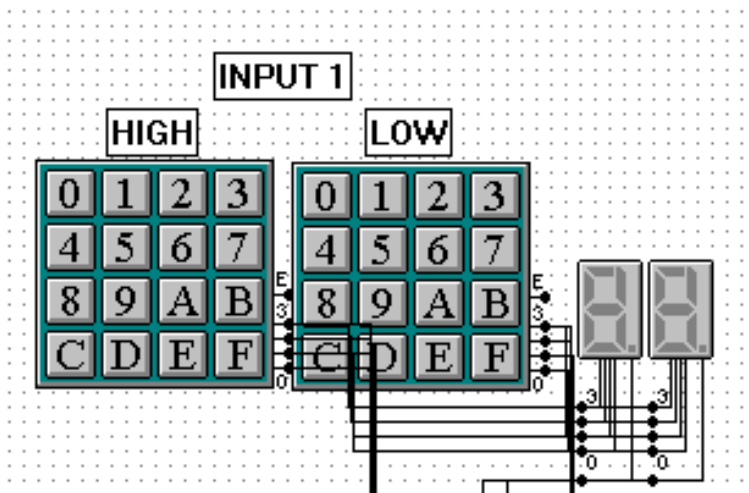 INPUT 1
HIGH LOW
0 1 2 3 0 1 2 3
4 5 6 7 4 5 6 7
E E
8 9 A B 8 9 A B
3 3
C D E F C D E F
0 0
3 3
0 0